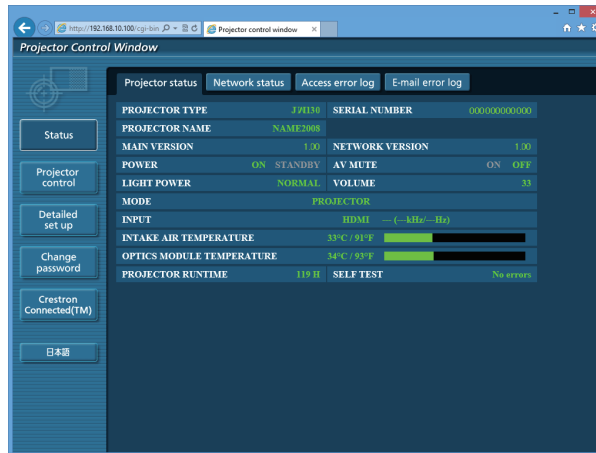 http://192.168.10.100/cgi-bin
Projector control window
Projector Control Window
Projector status Network status Access error log E-mail error log
Status
Projector control
Detailed set up
Change password
Crestron Connected(TM)
日本語
PROJECTOR TYPE SERIAL NUMBER 000000000000
PROJECTOR NAME NAME2008
MAIN VERSION 1.00 NETWORK VERSION 1.00
POWER ON STANDBY AV MUTE ON OFF
LIGHT POWER NORMAL VOLUME 33
MODE PROJECTOR
INPUT HDMI --- (---kHz/---Hz)
INTAKE AIR TEMPERATURE 33°C / 91°F
OPTICS MODULE TEMPERATURE 34°C / 93°F
PROJECTOR RUNTIME 119 H SELF TEST No errors